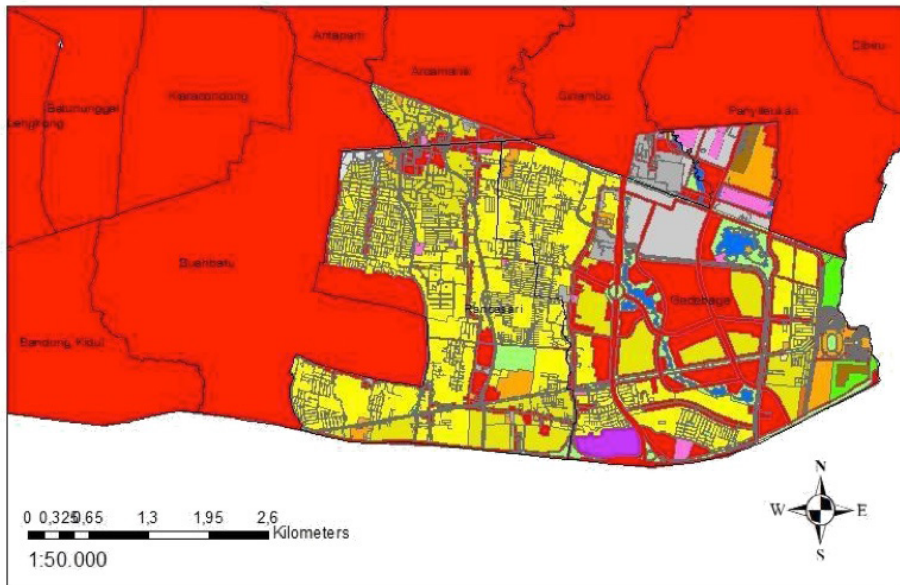 Antapani
Cibiru
Arcamanik
Kiaracondong
Cinambo
Batununggal
Panyileukan
Lengkong
Buahbatu
Gedebage
Rancasari
Bandung Kidul
N
W E
S
0 0,325 0,65 1,3 1,95 2,6
Kilometers
1:50.000